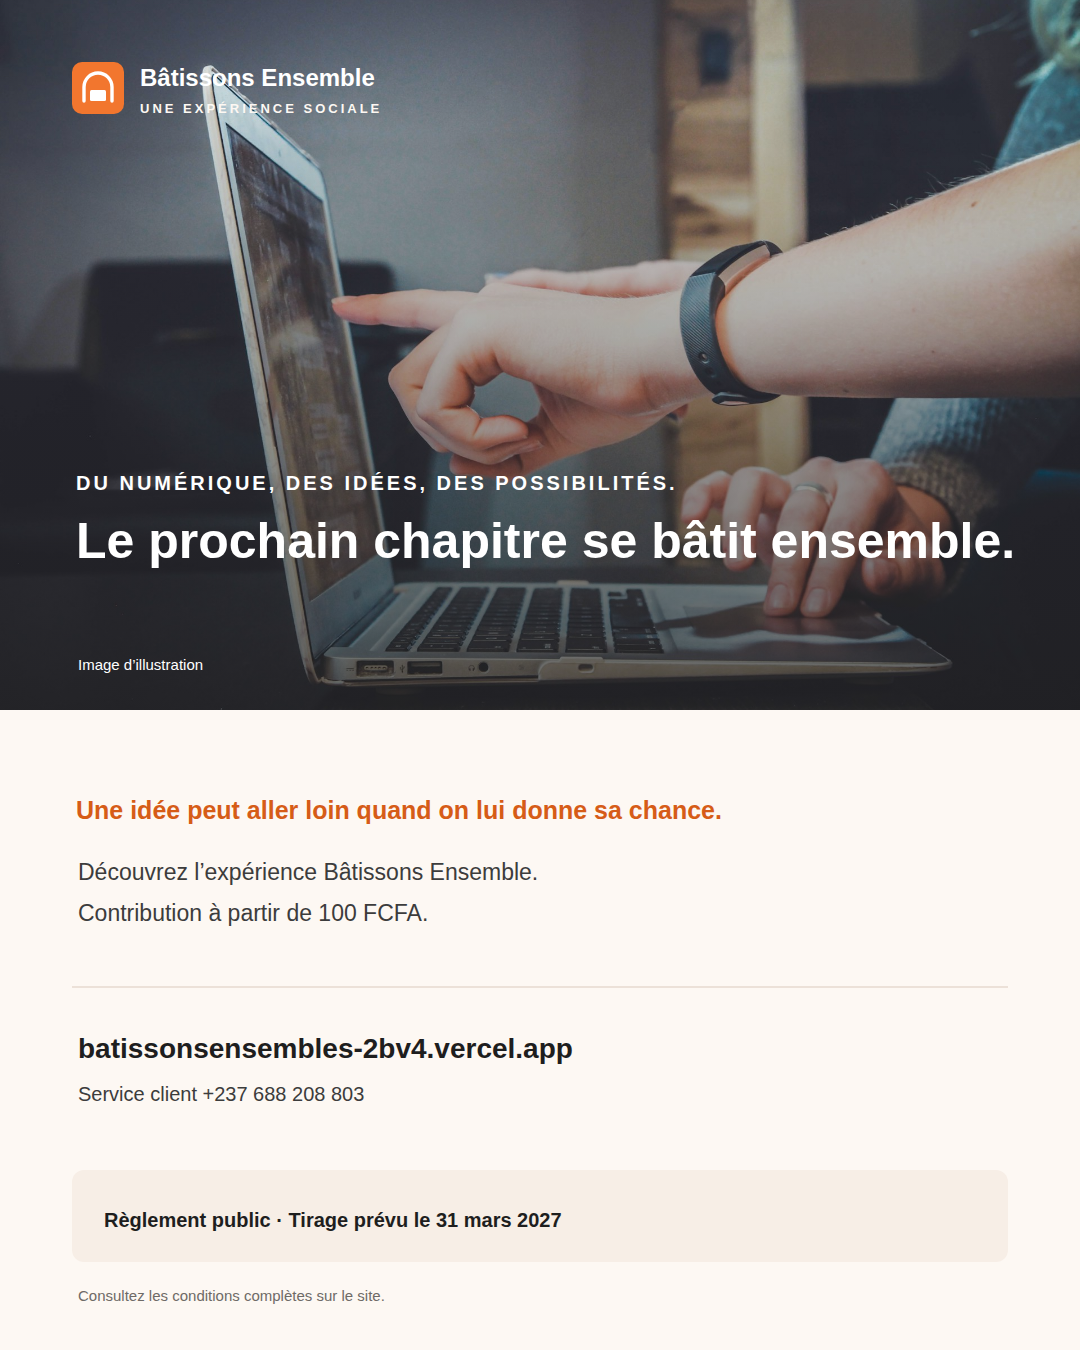 Bâtissons Ensemble
UNE EXPÉRIENCE SOCIALE
DU NUMÉRIQUE, DES IDÉES, DES POSSIBILITÉS.
Le prochain chapitre se bâtit ensemble.
Image d’illustration
Une idée peut aller loin quand on lui donne sa chance.
Découvrez l’expérience Bâtissons Ensemble.
Contribution à partir de 100 FCFA.
batissonsensembles-2bv4.vercel.app
Service client +237 688 208 803
Règlement public · Tirage prévu le 31 mars 2027
Consultez les conditions complètes sur le site.